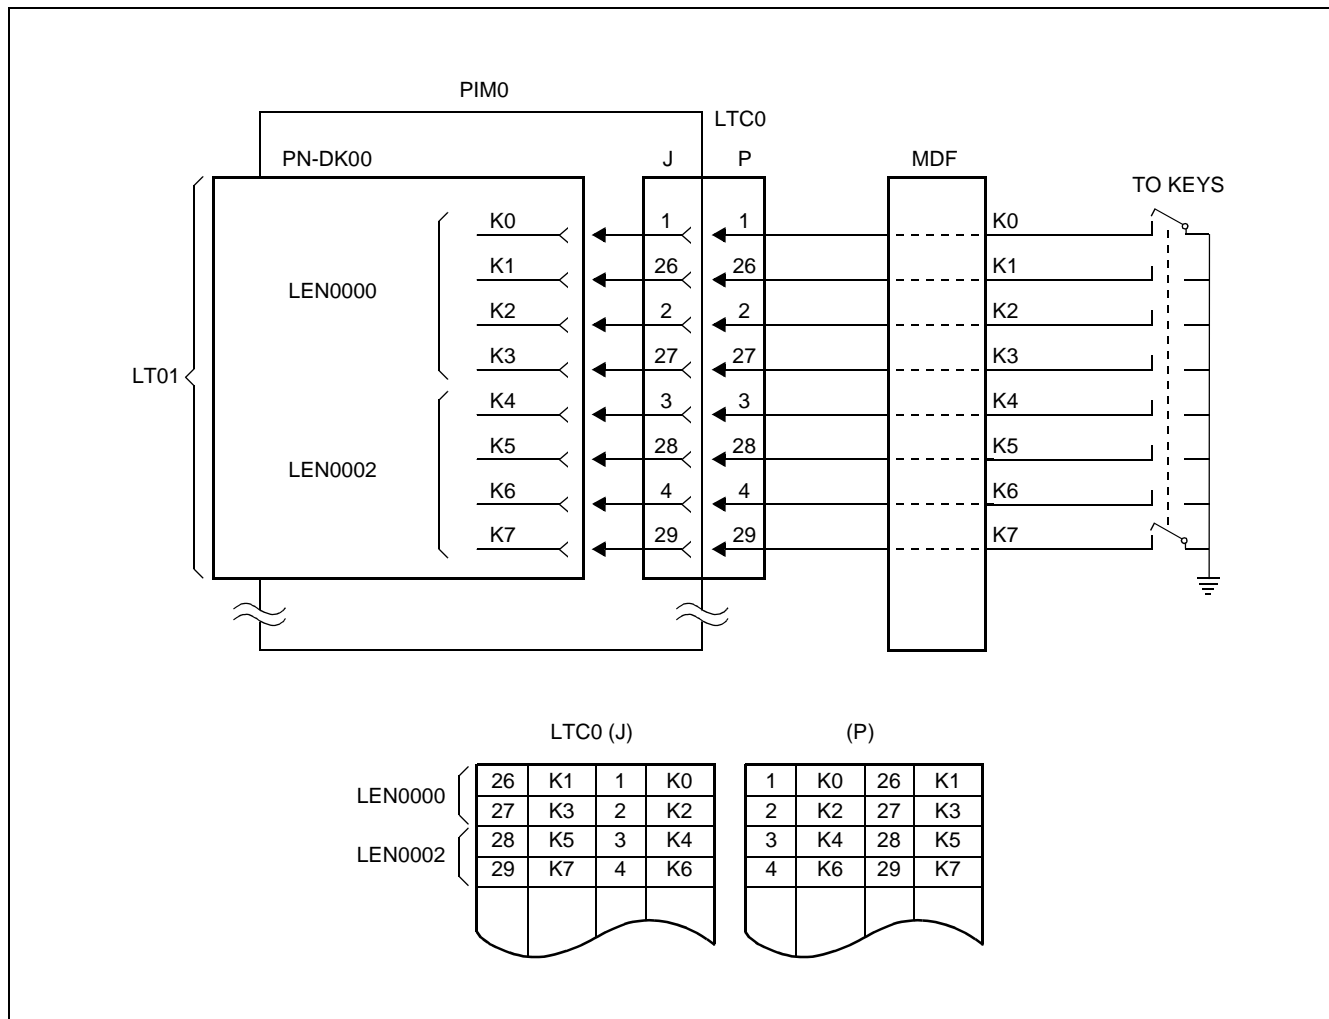 PIM0
LTC0
PN-DK00 J P MDF
TO KEYS
K0 1 1 K0
K1 26 26 K1
LEN0000
K2 2 2 K2
K3 27 27 K3
LT01
K4 3 3 K4
K5 28 28 K5
LEN0002
K6 4 4 K6
K7 29 29 K7
LTC0 (J) (P)
LEN0000
26 K1 1 K0 1 K0 26 K1
27 K3 2 K2 2 K2 27 K3
LEN0002
28 K5 3 K4 3 K4 28 K5
29 K7 4 K6 4 K6 29 K7